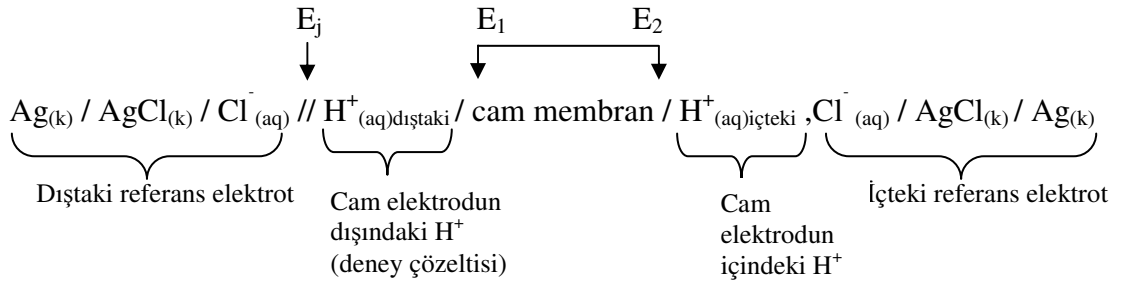 Eⱼ E₁ E₂
Ag₍ₖ₎ / AgCl₍ₖ₎ / Cl⁻₍aq₎ // H⁺₍aq₎dıştaki / cam membran / H⁺₍aq₎içteki ,Cl⁻₍aq₎ / AgCl₍ₖ₎ / Ag₍ₖ₎
Dıştaki referans elektrot
Cam elektrodun
dışındaki H⁺
(deney çözeltisi)
Cam
elektrodun
içindeki H⁺
İçteki referans elektrot